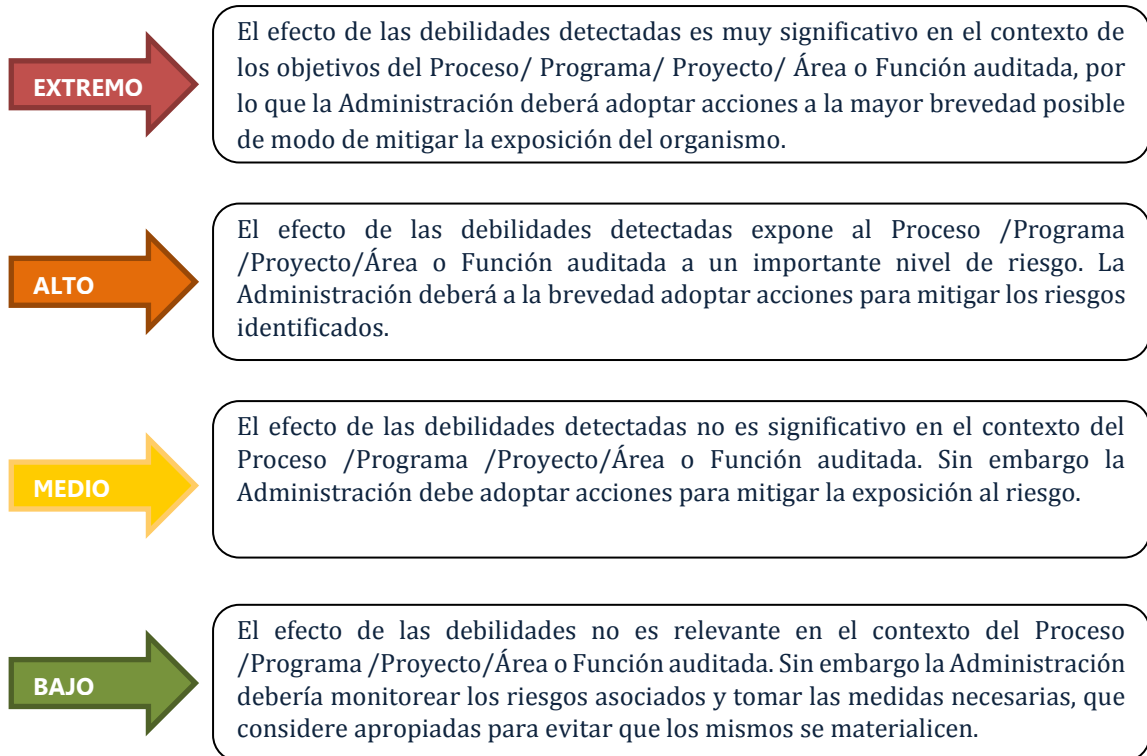 EXTREMO
El efecto de las debilidades detectadas es muy significativo en el contexto de
los objetivos del Proceso/ Programa/ Proyecto/ Área o Función auditada, por
lo que la Administración deberá adoptar acciones a la mayor brevedad posible
de modo de mitigar la exposición del organismo.
ALTO
El efecto de las debilidades detectadas expone al Proceso /Programa
/Proyecto/Área o Función auditada a un importante nivel de riesgo. La
Administración deberá a la brevedad adoptar acciones para mitigar los riesgos
identificados.
MEDIO
El efecto de las debilidades detectadas no es significativo en el contexto del
Proceso /Programa /Proyecto/Área o Función auditada. Sin embargo la
Administración debe adoptar acciones para mitigar la exposición al riesgo.
BAJO
El efecto de las debilidades no es relevante en el contexto del Proceso
/Programa /Proyecto/Área o Función auditada. Sin embargo la Administración
debería monitorear los riesgos asociados y tomar las medidas necesarias, que
considere apropiadas para evitar que los mismos se materialicen.